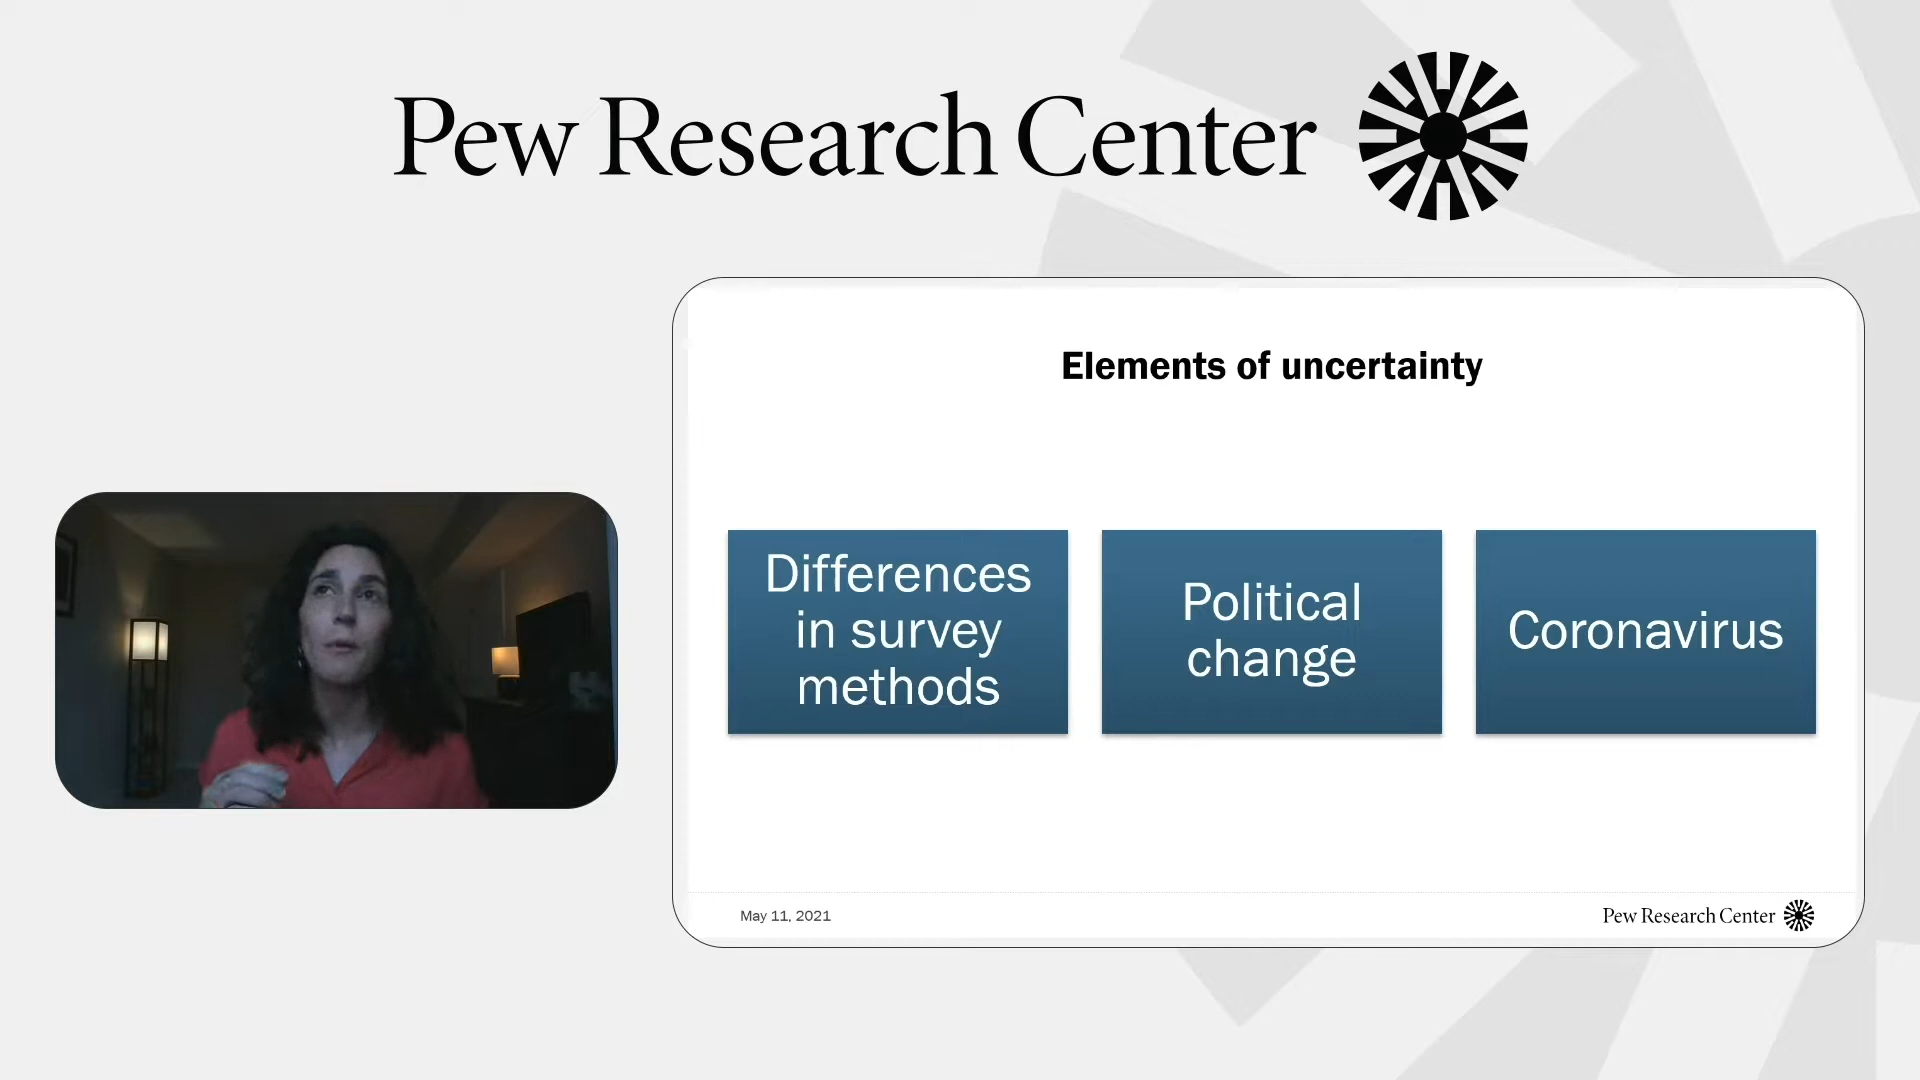 Pew Research Center
Elements of uncertainty
Differences
in survey
methods
Political
change
Coronavirus
May 11, 2021
Pew Research Center